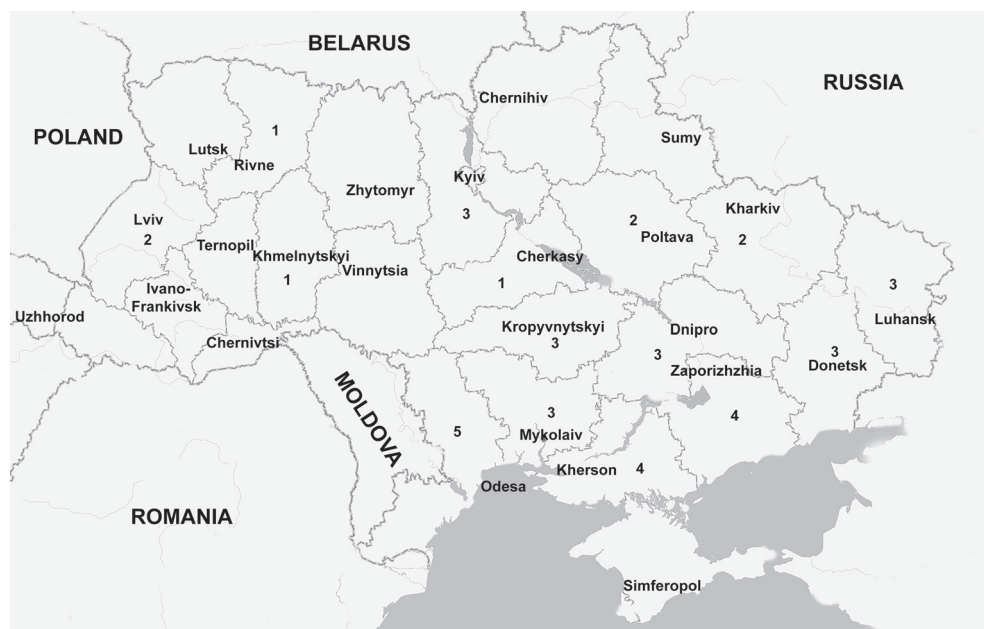 BELARUS
RUSSIA
Chernihiv
1
POLAND
Sumy
Lutsk
Rivne
Kyiv
Zhytomyr
Kharkiv
3
Lviv
2
Poltava
2
2
Ternopil
Khmelnytskyi
Cherkasy
Vinnytsia
1
1
3
Ivano-
Frankivsk
Uzhhorod
Luhansk
Kropyvnytskyi
Dnipro
Chernivtsi
3
3
3
Donetsk
Zaporizhzhia
MOLDOVA
3
4
5
Mykolaiv
Kherson
4
Odesa
ROMANIA
Simferopol